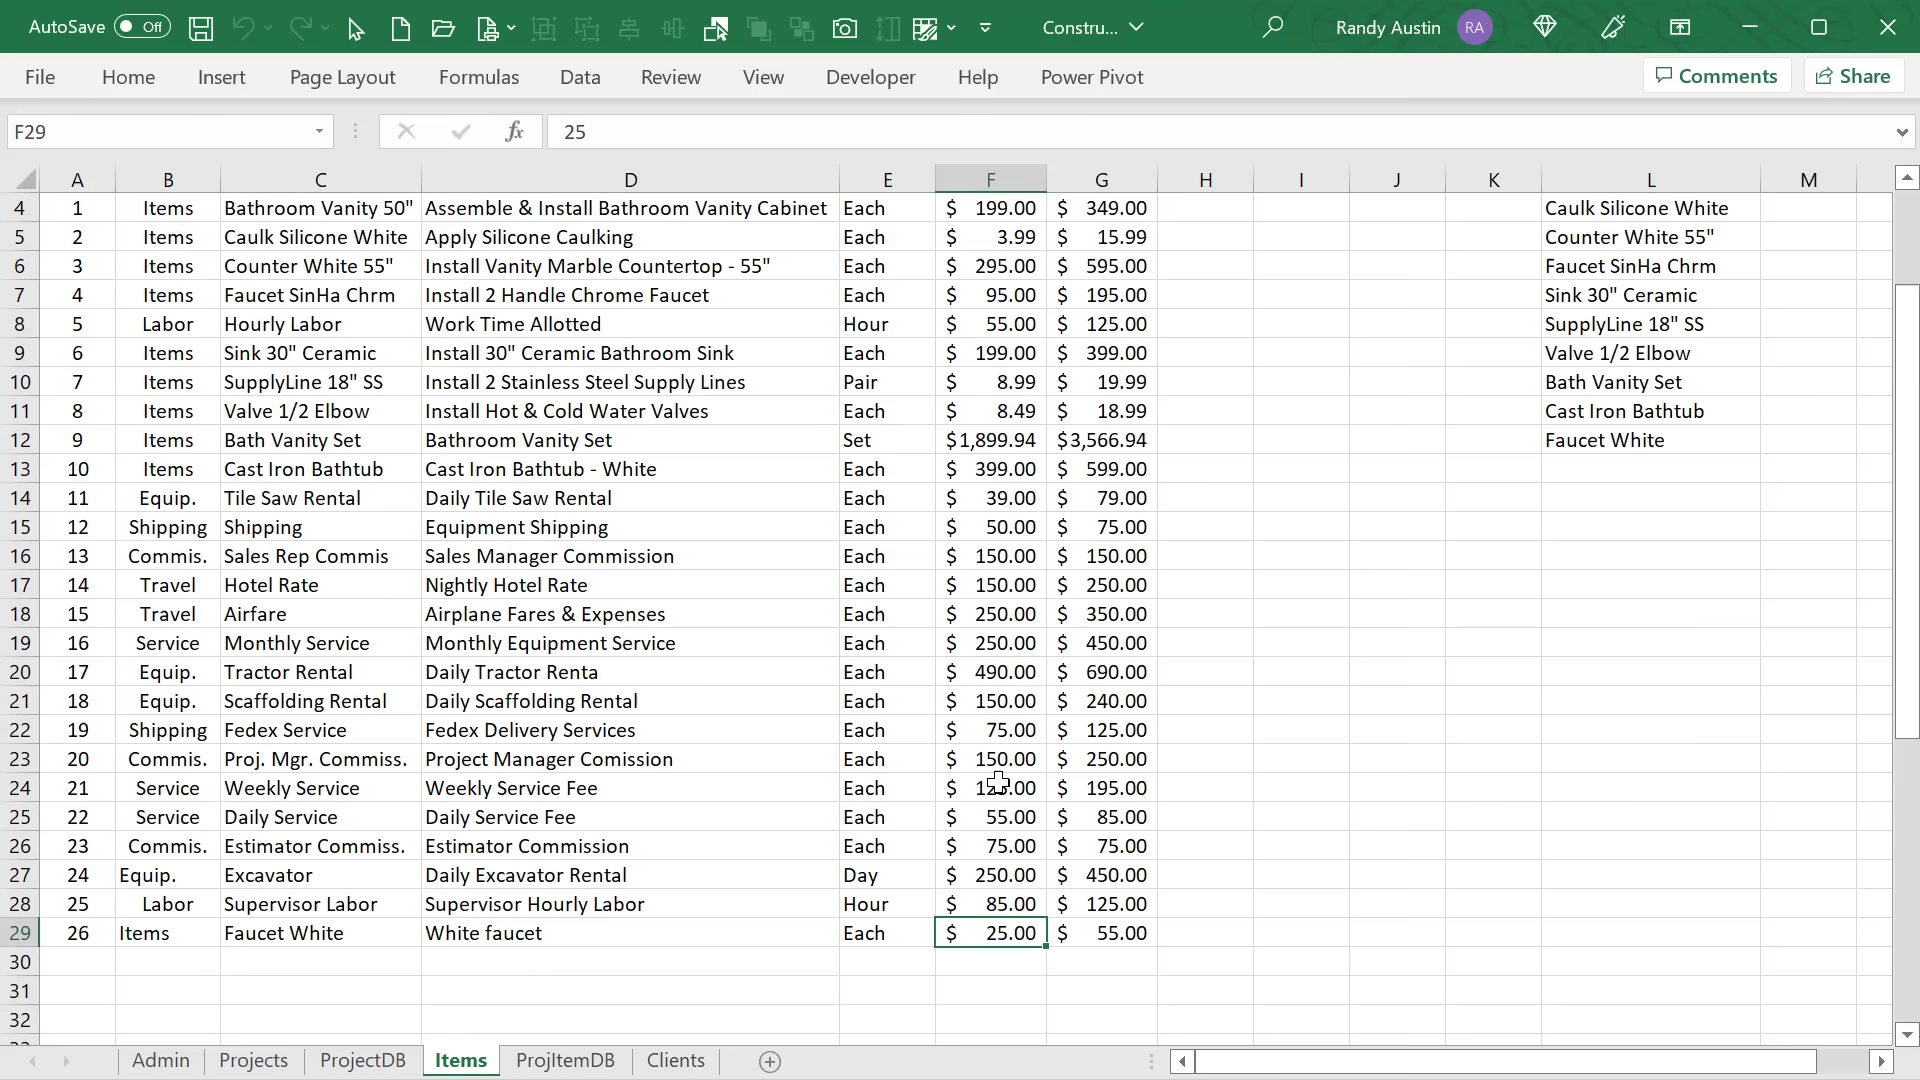 AutoSave Off Constru... Randy Austin RA
File Home Insert Page Layout Formulas Data Review View Developer Help Power Pivot Comments Share
F29 fx 25
A B C D E F G H I J K L M
4 1 Items Bathroom Vanity 50" Assemble & Install Bathroom Vanity Cabinet Each $ 199.00 $ 349.00 Caulk Silicone White
5 2 Items Caulk Silicone White Apply Silicone Caulking Each $ 3.99 $ 15.99 Counter White 55"
6 3 Items Counter White 55" Install Vanity Marble Countertop - 55" Each $ 295.00 $ 595.00 Faucet SinHa Chrm
7 4 Items Faucet SinHa Chrm Install 2 Handle Chrome Faucet Each $ 95.00 $ 195.00 Sink 30" Ceramic
8 5 Labor Hourly Labor Work Time Allotted Hour $ 55.00 $ 125.00 SupplyLine 18" SS
9 6 Items Sink 30" Ceramic Install 30" Ceramic Bathroom Sink Each $ 199.00 $ 399.00 Valve 1/2 Elbow
10 7 Items SupplyLine 18" SS Install 2 Stainless Steel Supply Lines Pair $ 8.99 $ 19.99 Bath Vanity Set
11 8 Items Valve 1/2 Elbow Install Hot & Cold Water Valves Each $ 8.49 $ 18.99 Cast Iron Bathtub
12 9 Items Bath Vanity Set Bathroom Vanity Set Set $1,899.94 $3,566.94 Faucet White
13 10 Items Cast Iron Bathtub Cast Iron Bathtub - White Each $ 399.00 $ 599.00
14 11 Equip. Tile Saw Rental Daily Tile Saw Rental Each $ 39.00 $ 79.00
15 12 Shipping Shipping Equipment Shipping Each $ 50.00 $ 75.00
16 13 Commis. Sales Rep Commis Sales Manager Commission Each $ 150.00 $ 150.00
17 14 Travel Hotel Rate Nightly Hotel Rate Each $ 150.00 $ 250.00
18 15 Travel Airfare Airplane Fares & Expenses Each $ 250.00 $ 350.00
19 16 Service Monthly Service Monthly Equipment Service Each $ 250.00 $ 450.00
20 17 Equip. Tractor Rental Daily Tractor Renta Each $ 490.00 $ 690.00
21 18 Equip. Scaffolding Rental Daily Scaffolding Rental Each $ 150.00 $ 240.00
22 19 Shipping Fedex Service Fedex Delivery Services Each $ 75.00 $ 125.00
23 20 Commis. Proj. Mgr. Commiss. Project Manager Comission Each $ 150.00 $ 250.00
24 21 Service Weekly Service Weekly Service Fee Each $ $ 195.00
25 22 Service Daily Service Daily Service Fee Each $ 55.00 $ 85.00
26 23 Commis. Estimator Commiss. Estimator Commission Each $ 75.00 $ 75.00
27 24 Equip. Excavator Daily Excavator Rental Day $ 250.00 $ 450.00
28 25 Labor Supervisor Labor Supervisor Hourly Labor Hour $ 85.00 $ 125.00
29 26 Items Faucet White White faucet Each $ 25.00 $ 55.00
30
31
32
Admin Projects ProjectDB Items ProjItemDB Clients